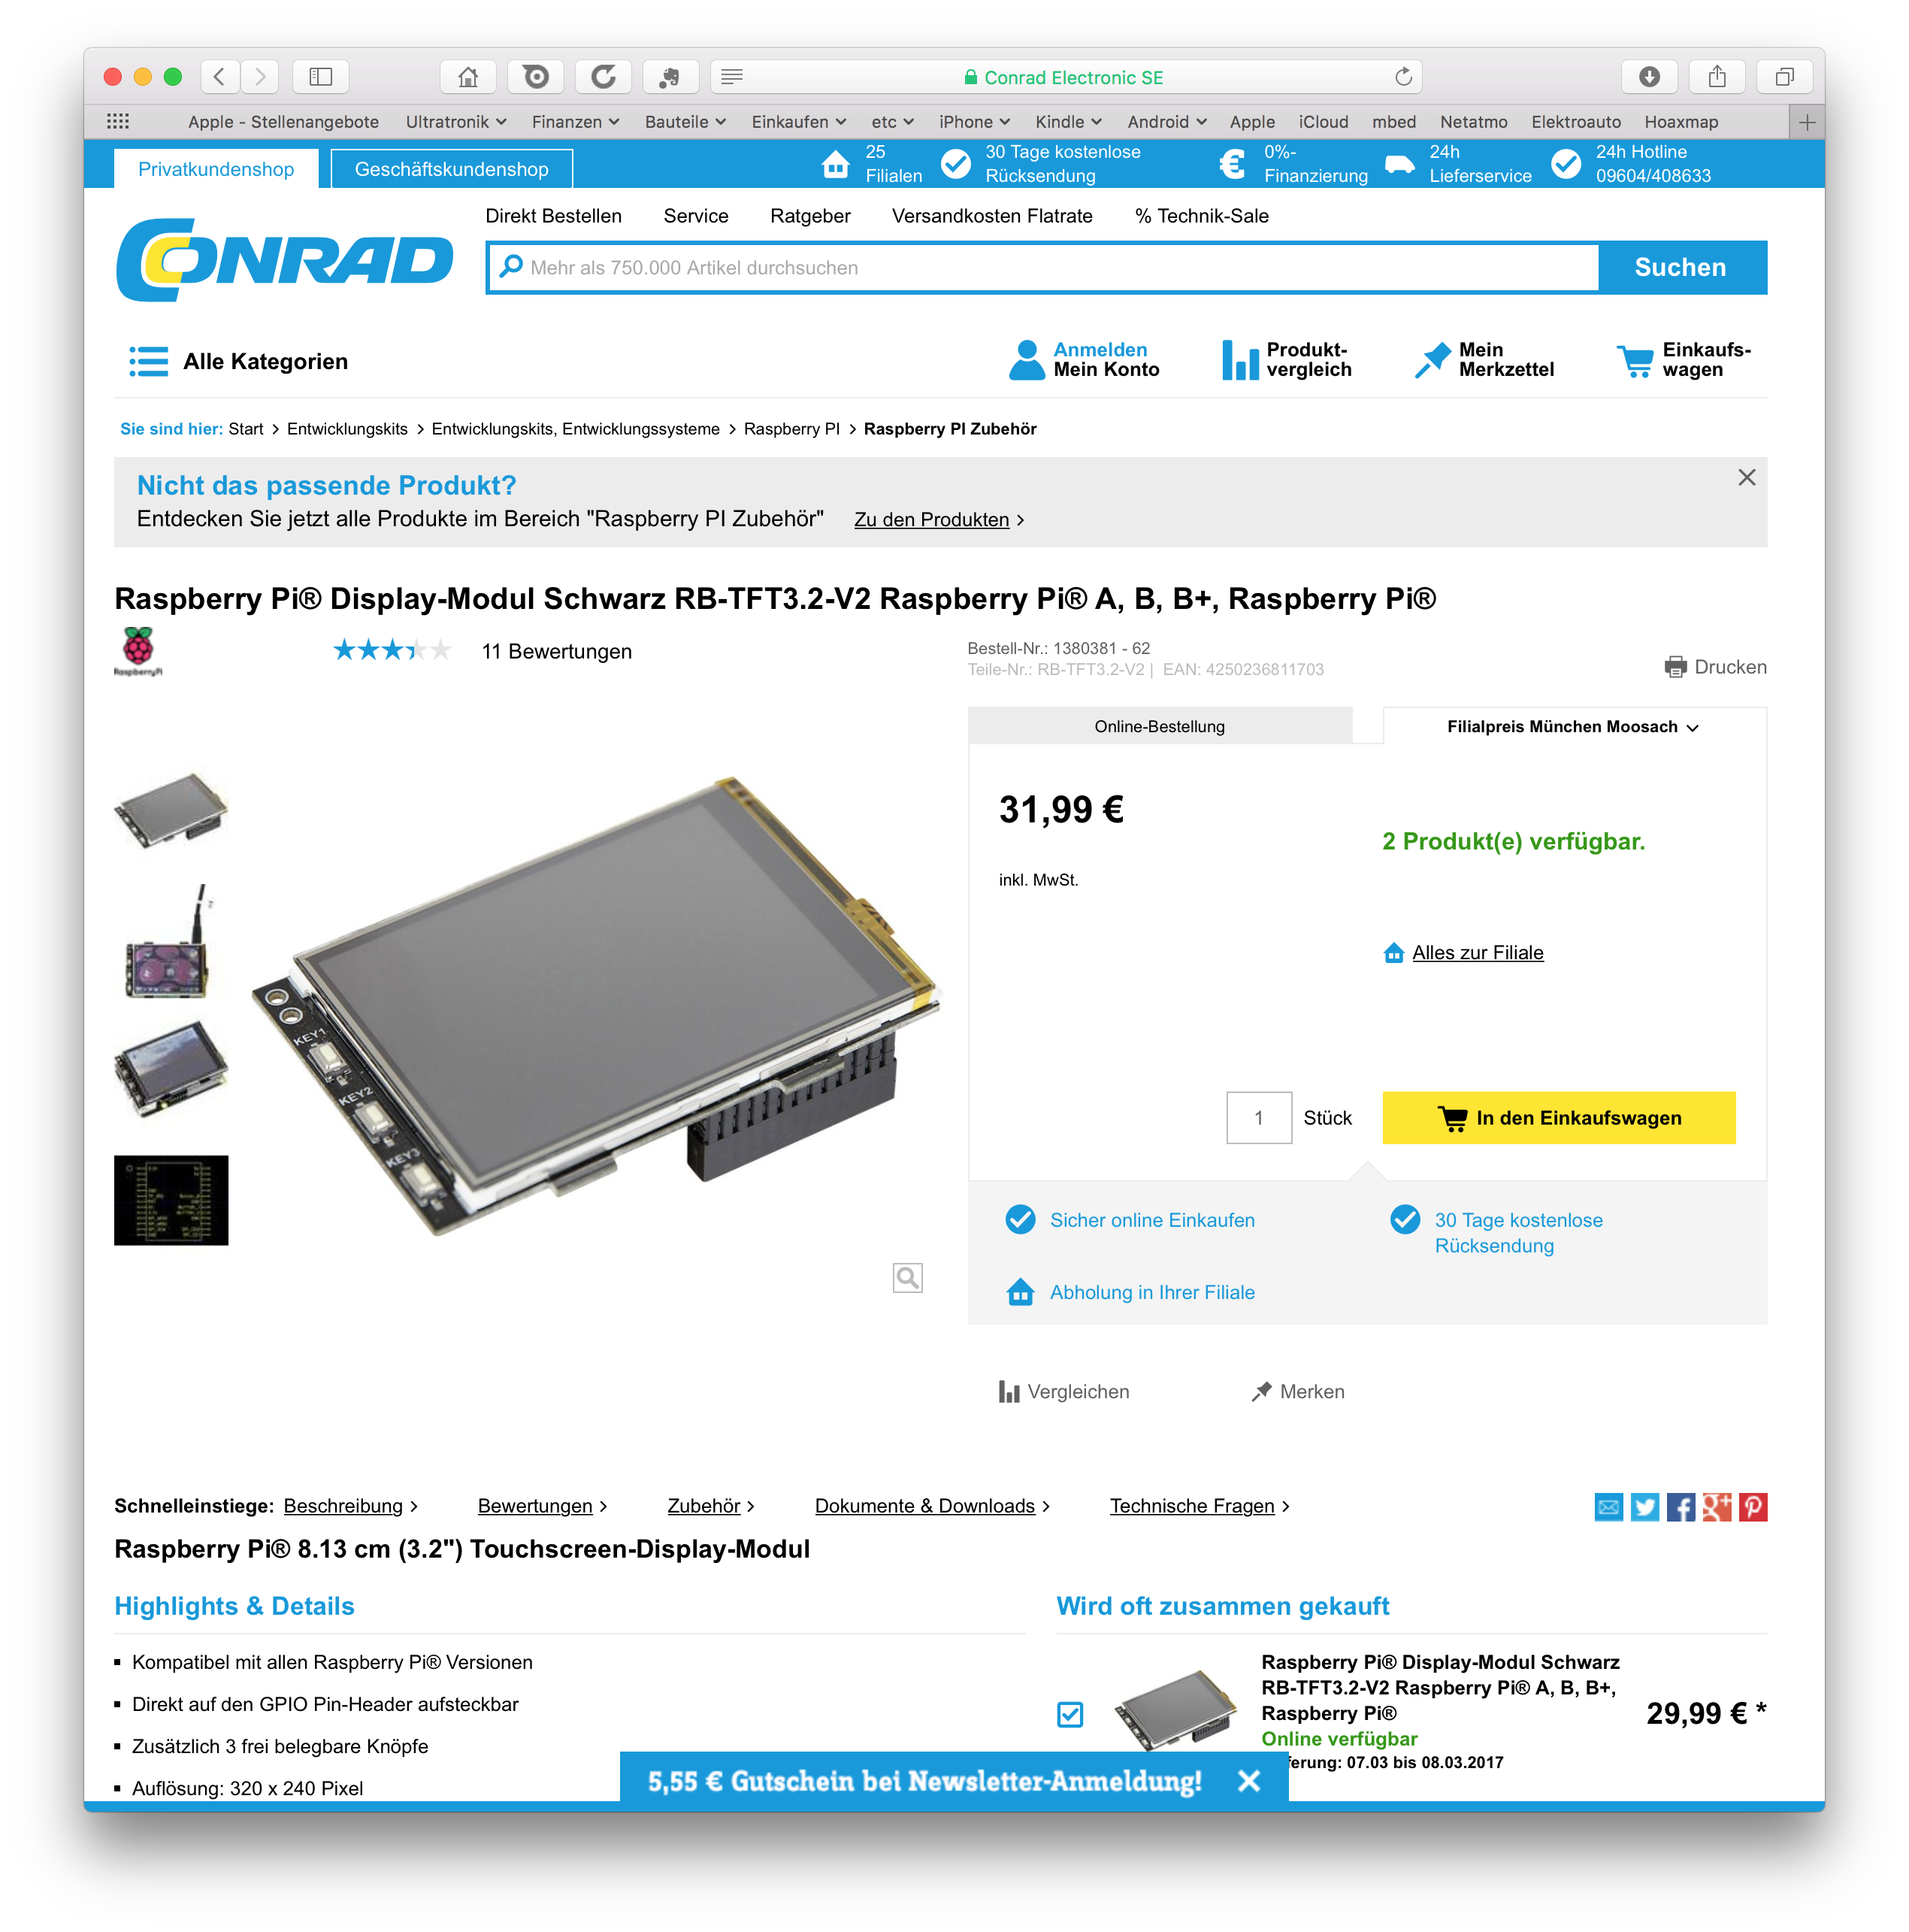 Conrad Electronic SE
Apple - Stellenangebote Ultratronik Finanzen Bauteile Einkaufen etc iPhone Kindle Android Apple iCloud mbed Netatmo Elektroauto Hoaxmap
Privatkundenshop Geschäftskundenshop
25
Filialen
30 Tage kostenlose
Rücksendung
0%-
Finanzierung
24h
Lieferservice
24h Hotline
09604/408633
CONRAD
Direkt Bestellen Service Ratgeber Versandkosten Flatrate % Technik-Sale
Mehr als 750.000 Artikel durchsuchen Suchen
Alle Kategorien
Anmelden
Mein Konto
Produkt-
vergleich
Mein
Merkzettel
Einkaufs-
wagen
Sie sind hier: Start > Entwicklungskits > Entwicklungskits, Entwicklungssysteme > Raspberry PI > Raspberry PI Zubehör
Nicht das passende Produkt?
Entdecken Sie jetzt alle Produkte im Bereich "Raspberry PI Zubehör" Zu den Produkten >
Raspberry Pi® Display-Modul Schwarz RB-TFT3.2-V2 Raspberry Pi® A, B, B+, Raspberry Pi®
RaspberryPi
11 Bewertungen
Bestell-Nr.: 1380381 - 62
Teile-Nr.: RB-TFT3.2-V2 | EAN: 4250236811703
Drucken
Online-Bestellung
Filialpreis München Moosach
31,99 €
inkl. MwSt.
2 Produkt(e) verfügbar.
Alles zur Filiale
KEY1
KEY2
KEY3
1 Stück
In den Einkaufswagen
Sicher online Einkaufen
30 Tage kostenlose
Rücksendung
Abholung in Ihrer Filiale
Vergleichen Merken
Schnelleinstiege: Beschreibung > Bewertungen > Zubehör > Dokumente & Downloads > Technische Fragen >
Raspberry Pi® 8.13 cm (3.2") Touchscreen-Display-Modul
Highlights & Details
Kompatibel mit allen Raspberry Pi® Versionen
Direkt auf den GPIO Pin-Header aufsteckbar
Zusätzlich 3 frei belegbare Knöpfe
Auflösung: 320 x 240 Pixel
Wird oft zusammen gekauft
Raspberry Pi® Display-Modul Schwarz
RB-TFT3.2-V2 Raspberry Pi® A, B, B+,
Raspberry Pi®
29,99 € *
Online verfügbar
ferung: 07.03 bis 08.03.2017
5,55 € Gutschein bei Newsletter-Anmeldung!